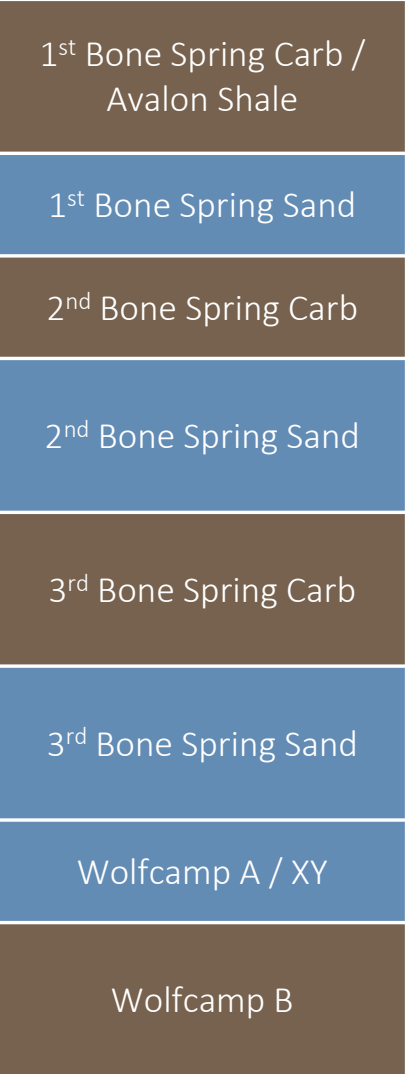 1st Bone Spring Carb /
Avalon Shale
1st Bone Spring Sand
2nd Bone Spring Carb
2nd Bone Spring Sand
3rd Bone Spring Carb
3rd Bone Spring Sand
Wolfcamp A / XY
Wolfcamp B